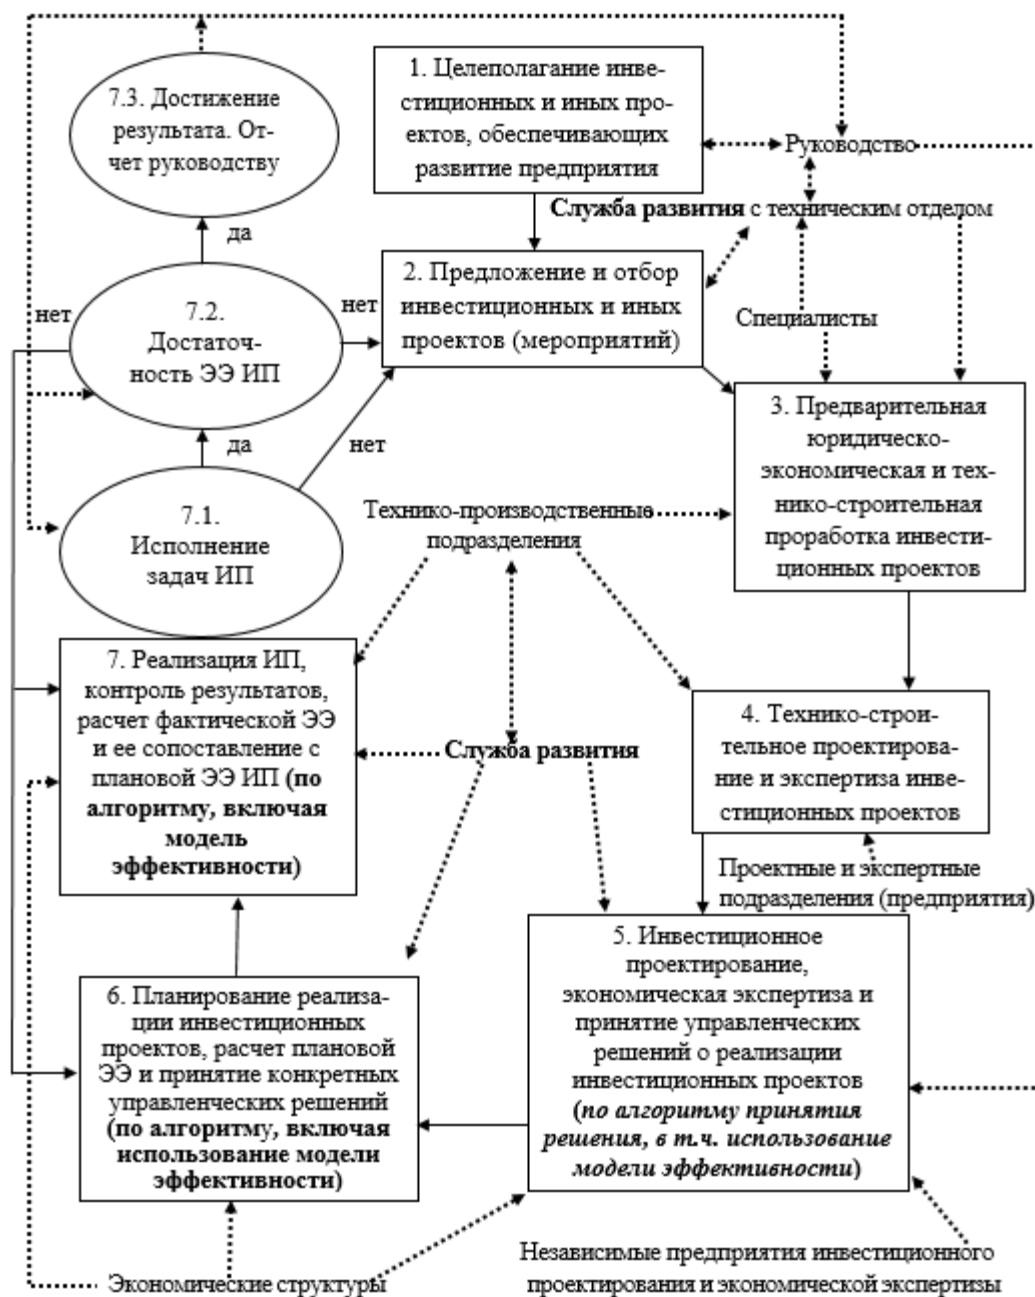 1. Целеполагание инве-
стиционных и иных про-
ектов, обеспечивающих
развитие предприятия
7.3. Достижение
результата. От-
чет руководству
Руководство
Служба развития с техническим отделом
да
2. Предложение и отбор
инвестиционных и иных
проектов (мероприятий)
нет
нет
7.2.
Достаточ-
ность ЭЭ ИП
Специалисты
3. Предварительная
юридическо-
экономическая и тех-
нико-строительная
проработка инвести-
ционных проектов
да
нет
7.1.
Исполнение
задач ИП
Технико-производственные
подразделения
7. Реализация ИП,
контроль результатов,
расчет фактической ЭЭ
и ее сопоставление с
плановой ЭЭ ИП (по
алгоритму, включая
модель
эффективности)
Служба развития
4. Технико-строи-
тельное проектирова-
ние и экспертиза инве-
стиционных проектов
Проектные и экспертные
подразделения (предприятия)
5. Инвестиционное
проектирование,
экономическая экспертиза и
принятие управленческих
решений о реализации
инвестиционных проектов
(по алгоритму принятия
решения, в т.ч. использование
модели эффективности)
6. Планирование реализа-
ции инвестиционных
проектов, расчет плановой
ЭЭ и принятие конкретных
управленческих решений
(по алгоритму, включая
использование модели
эффективности)
Экономические структуры
Независимые предприятия инвестиционного
проектирования и экономической экспертизы